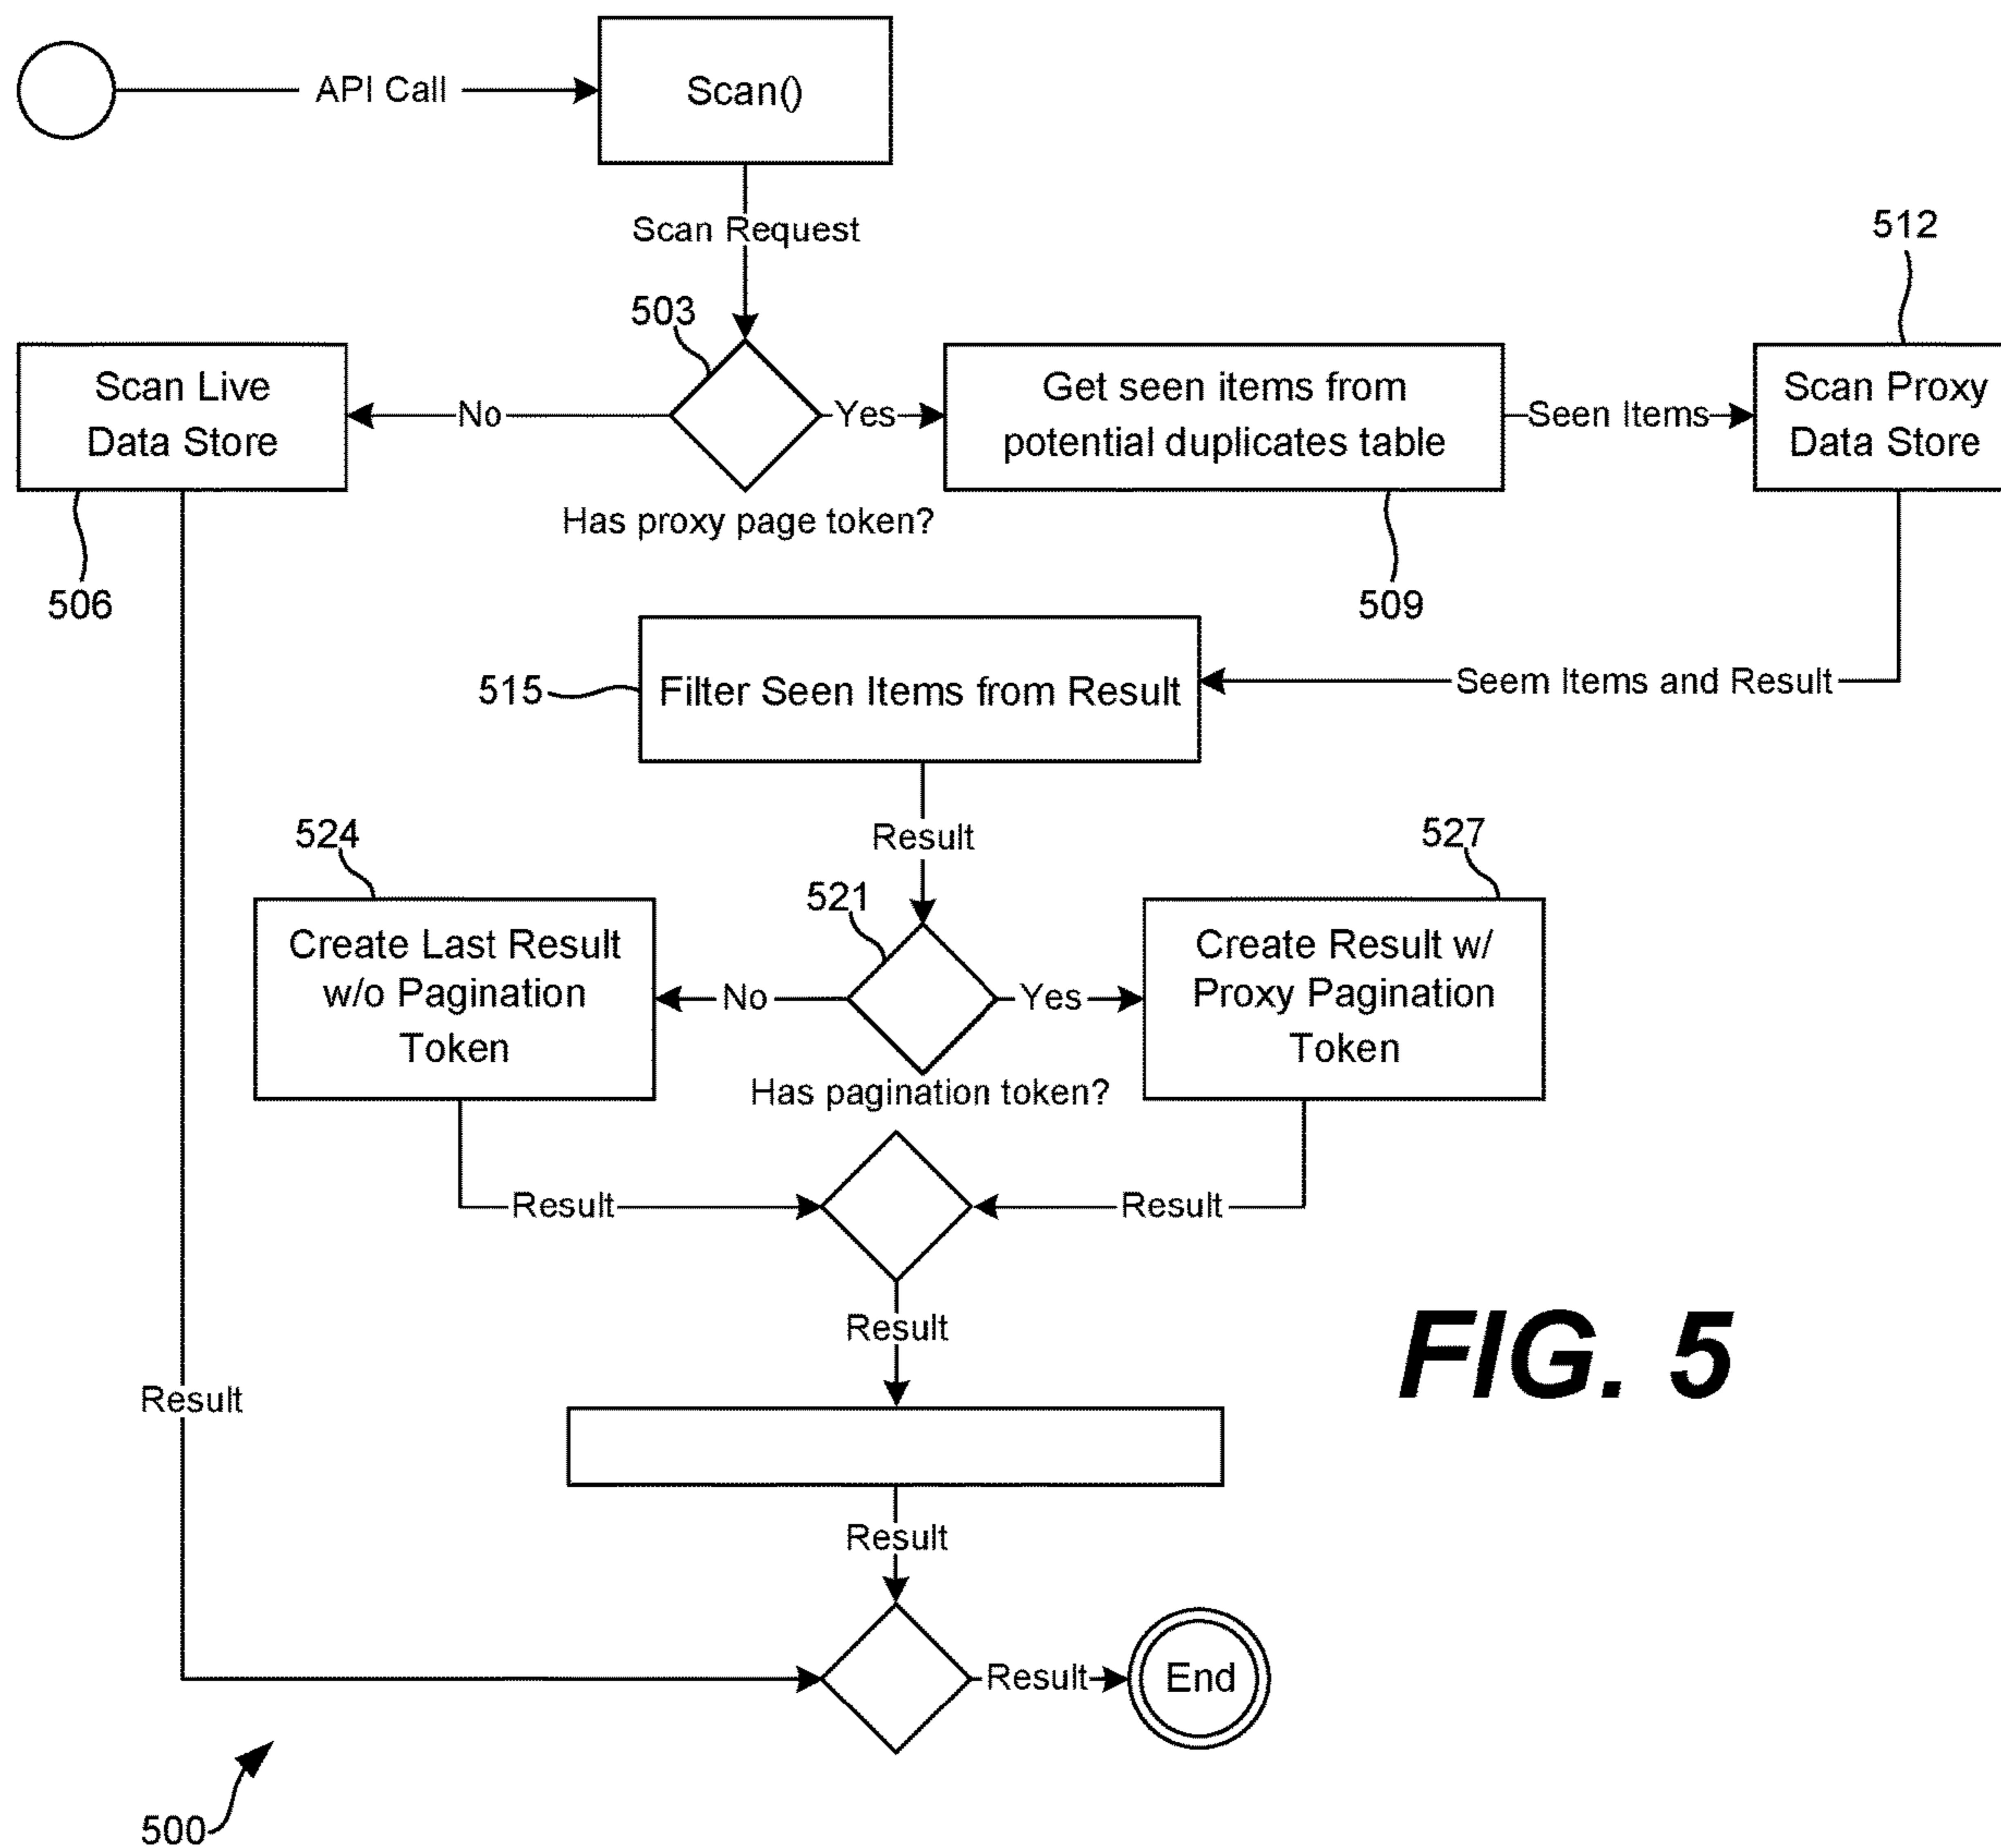 API Call
Scan()
Scan Request
512
503
Scan Live
Data Store
No
Yes
Get seen items from
potential duplicates table
Seen Items
Scan Proxy
Data Store
Has proxy page token?
506
509
515
Filter Seen Items from Result
Seem Items and Result
Result
524
527
521
Create Last Result
w/o Pagination
Token
No
Yes
Create Result w/
Proxy Pagination
Token
Has pagination token?
Result
Result
Result
FIG. 5
Result
Result
Result
End
500